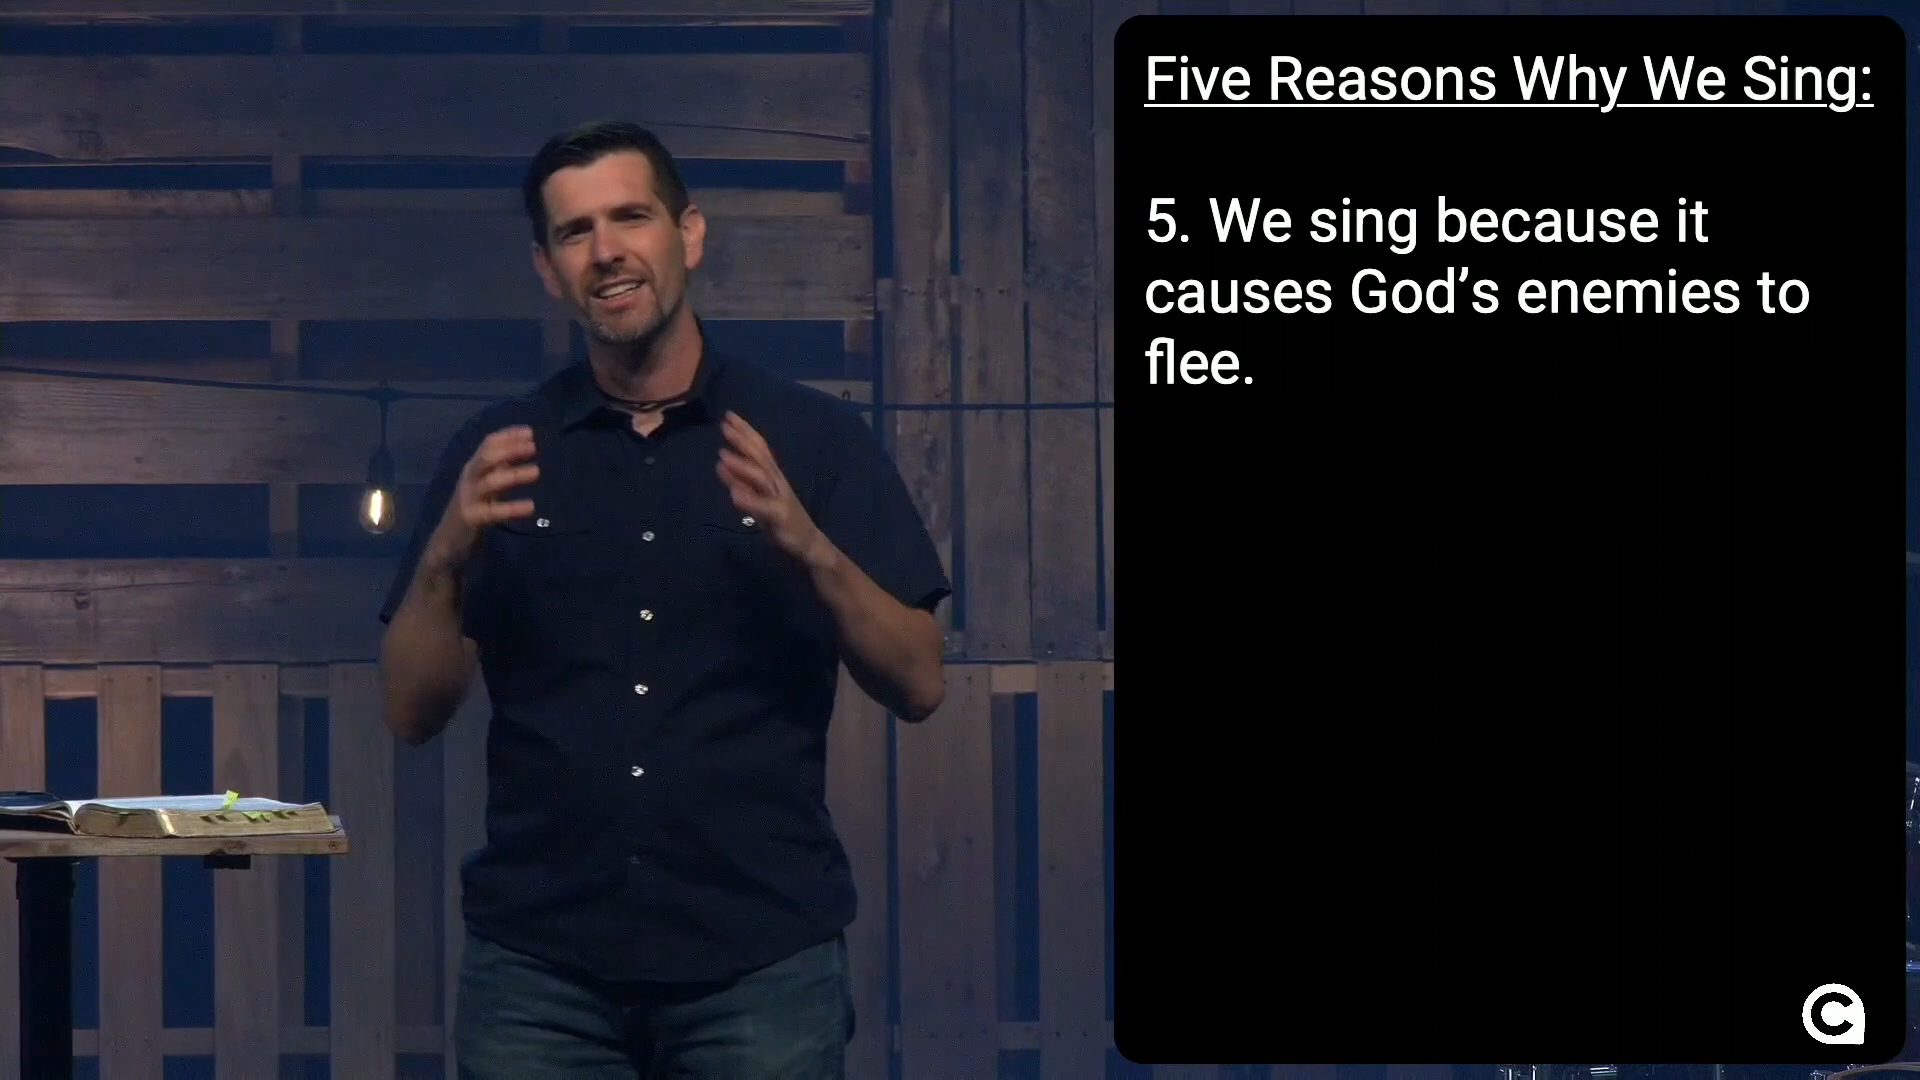 Five Reasons Why We Sing:
5. We sing because it
causes God’s enemies to
flee.